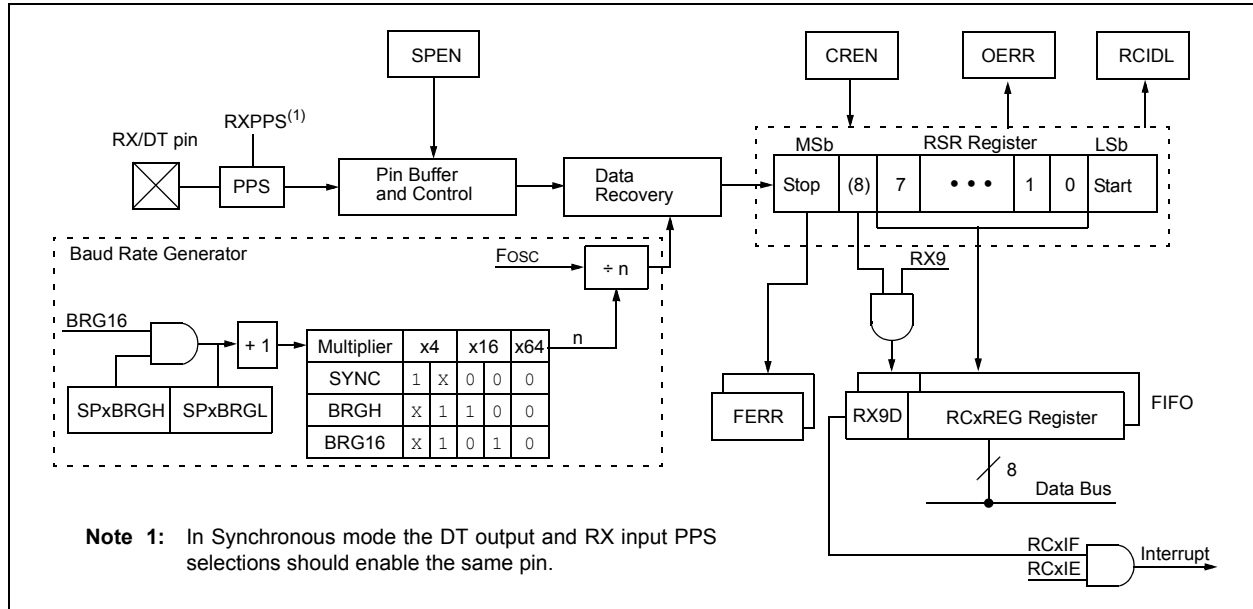 SPEN
CREN
OERR
RCIDL
RXPPS(1)
RX/DT pin
PPS
Pin Buffer
and Control
Data
Recovery
MSb
RSR Register
LSb
Stop
(8)
7
• • •
1
0
Start
Baud Rate Generator
FOSC
÷ n
RX9
BRG16
+ 1
n
Multiplier x4 x16 x64
SYNC 1 X 0 0 0
BRGH X 1 1 0 0
BRG16 X 1 0 1 0
SPxBRGH
SPxBRGL
FERR
RX9D
RCxREG Register
FIFO
8
Data Bus
Note 1: In Synchronous mode the DT output and RX input PPS
selections should enable the same pin.
RCxIF
RCxIE
Interrupt